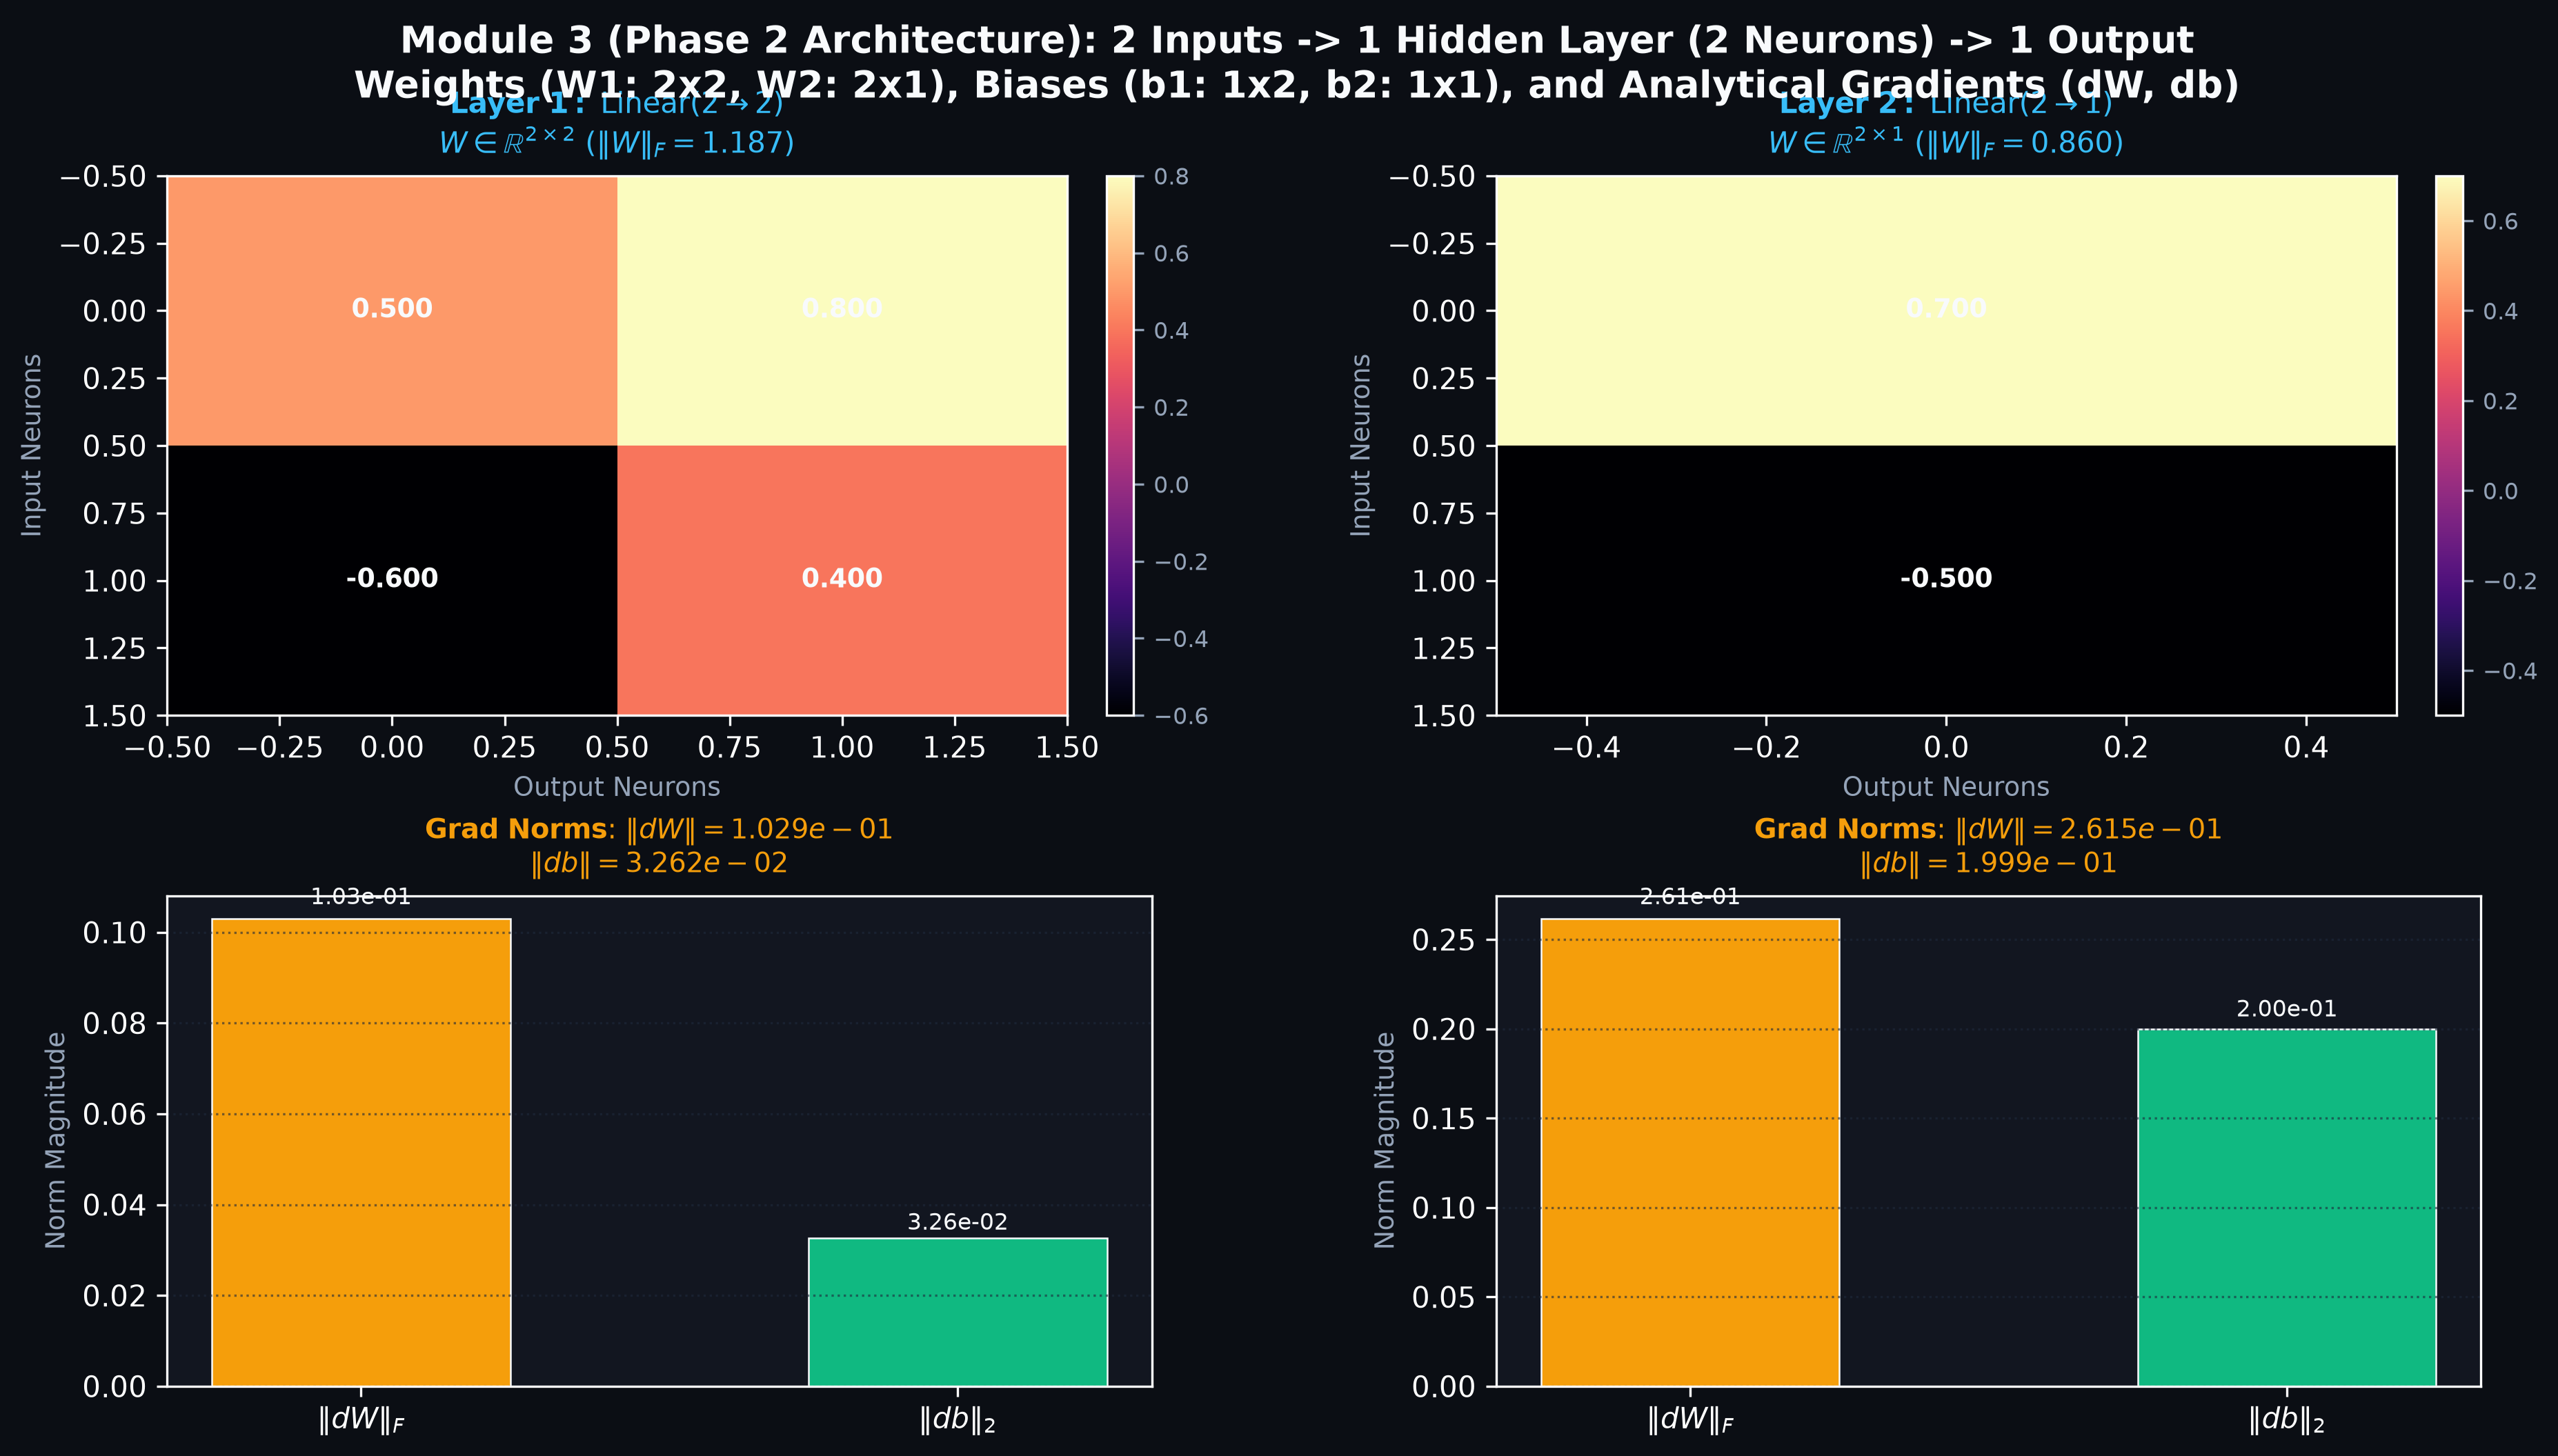 Module 3 (Phase 2 Architecture): 2 Inputs -> 1 Hidden Layer (2 Neurons) -> 1 Output
Weights (W1: 2x2, W2: 2x1), Biases (b1: 1x2, b2: 1x1), and Analytical Gradients (dW, db)
Layer 1: Linear(2→2)
W ∈ ℝ²ˣ² (‖W‖F = 1.187)
−0.50
−0.25
0.00
0.25
0.50
0.75
1.00
1.25
1.50
Input Neurons
0.500
0.800
-0.600
0.400
−0.50 −0.25 0.00 0.25 0.50 0.75 1.00 1.25 1.50
Output Neurons
0.8
0.6
0.4
0.2
0.0
−0.2
−0.4
−0.6
Layer 2: Linear(2→1)
W ∈ ℝ²ˣ¹ (‖W‖F = 0.860)
−0.50
−0.25
0.00
0.25
0.50
0.75
1.00
1.25
1.50
Input Neurons
0.700
-0.500
−0.4 −0.2 0.0 0.2 0.4
Output Neurons
0.6
0.4
0.2
0.0
−0.2
−0.4
Grad Norms: ‖dW‖ = 1.029e − 01
‖db‖ = 3.262e − 02
1.03e-01
3.26e-02
0.10
0.08
0.06
0.04
0.02
0.00
Norm Magnitude
‖dW‖F ‖db‖₂
Grad Norms: ‖dW‖ = 2.615e − 01
‖db‖ = 1.999e − 01
2.61e-01
2.00e-01
0.25
0.20
0.15
0.10
0.05
0.00
Norm Magnitude
‖dW‖F ‖db‖₂